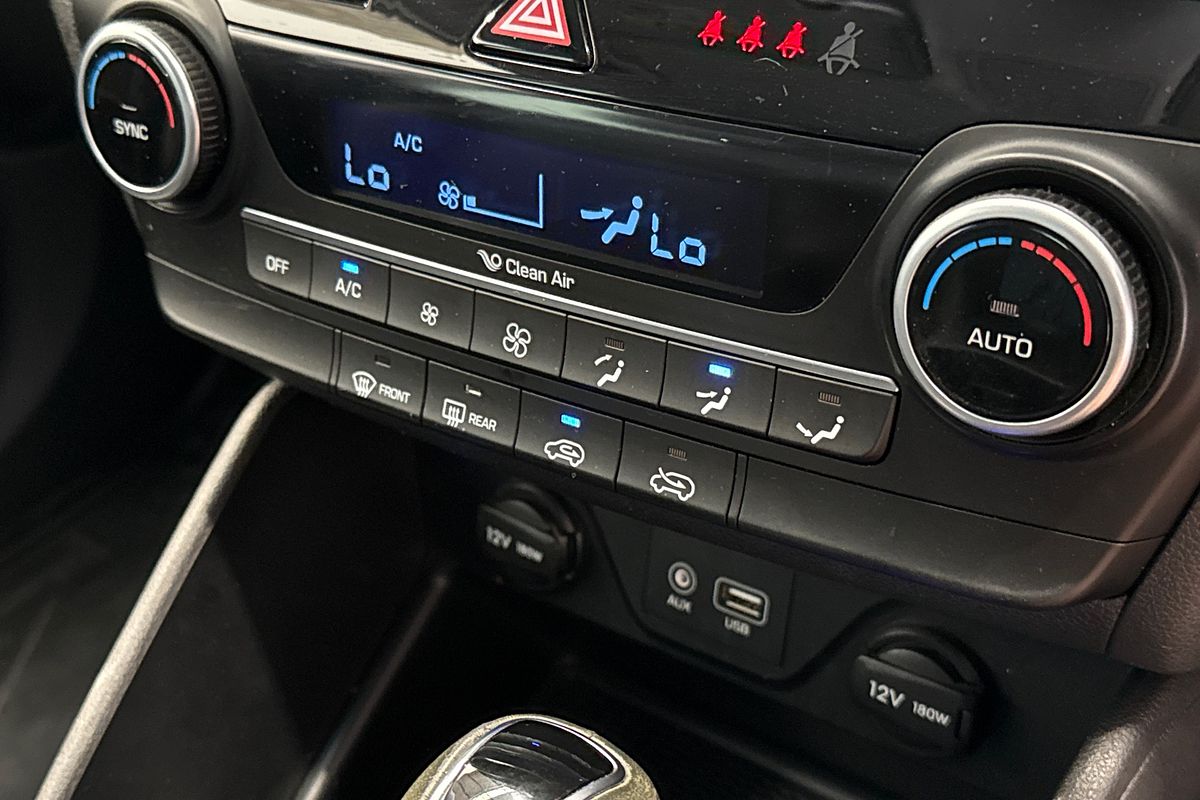 SYNC
A/C
Lo
Lo
Clean Air
OFF
A/C
AUTO
FRONT
REAR
12V 180W
AUX
USB
12V 180W